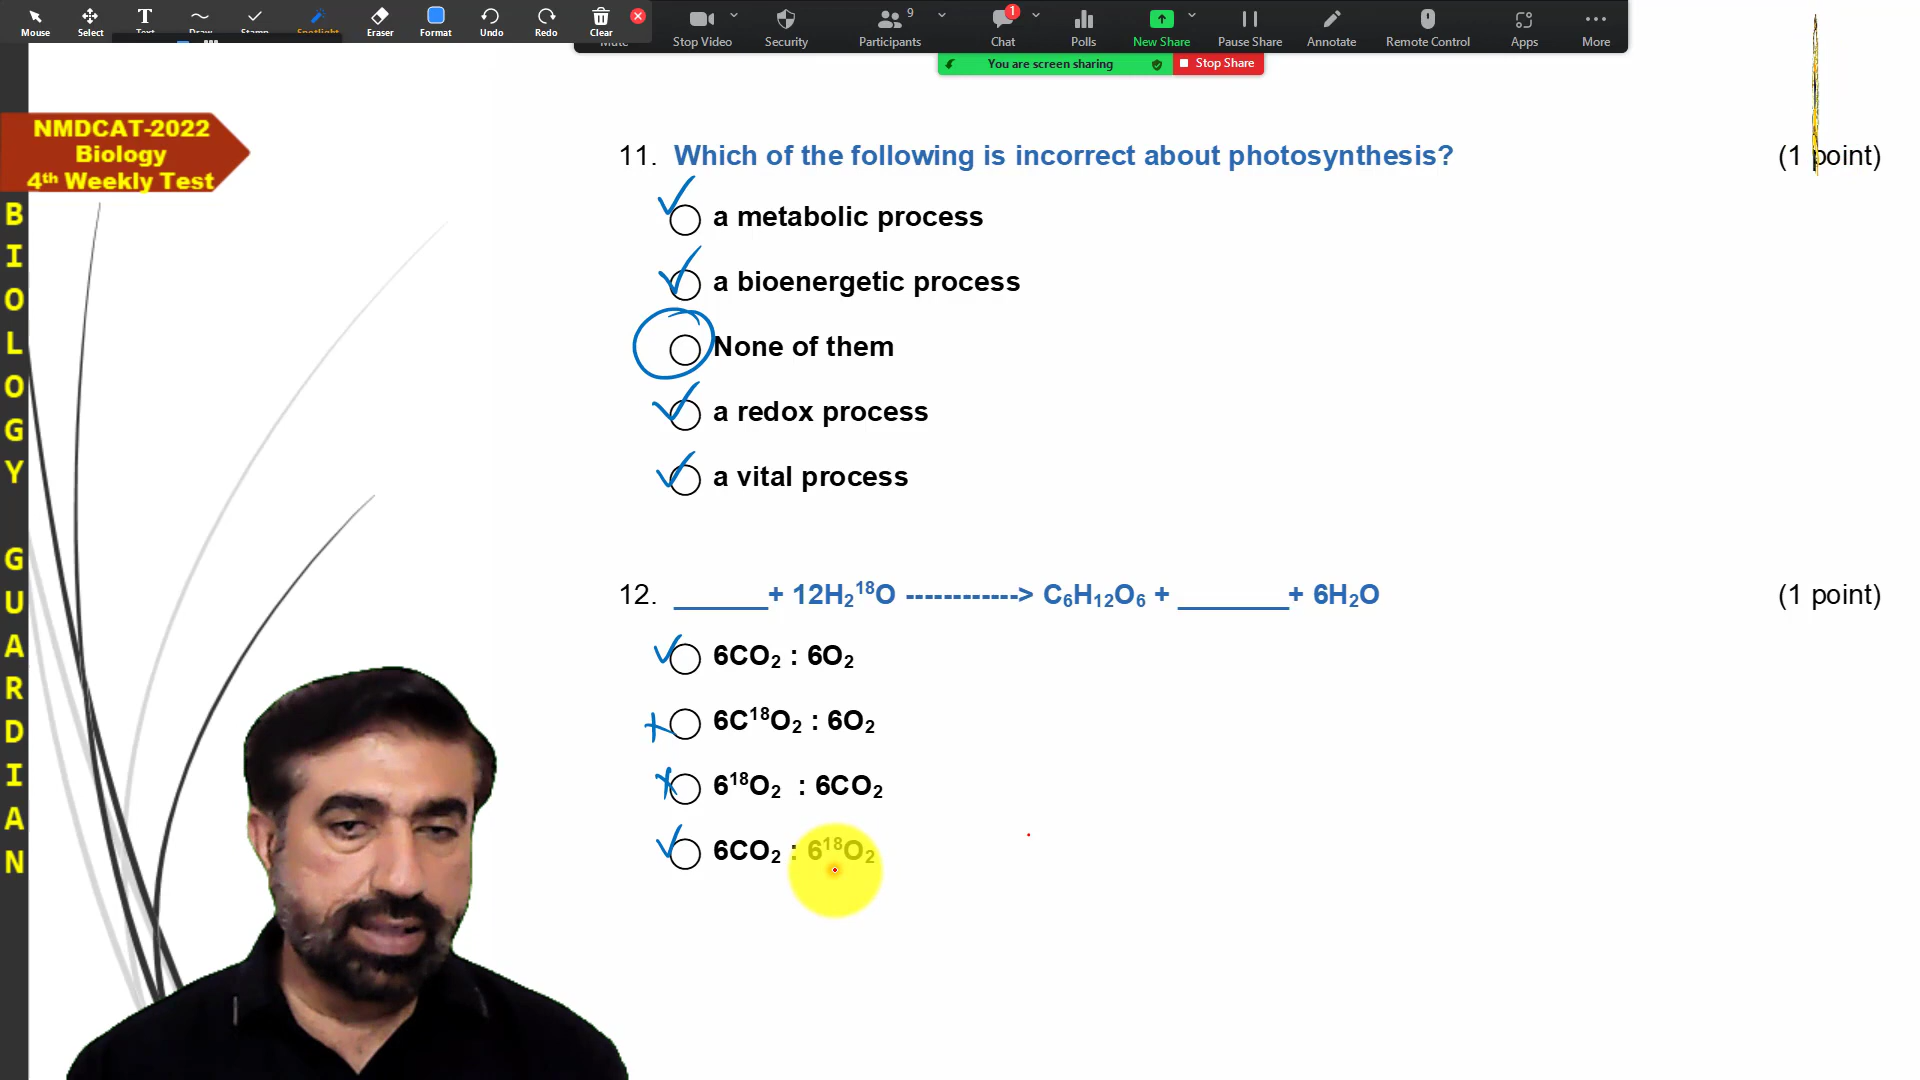 Mouse
Select
Text
Draw
Stamp
Spotlight
Eraser
Format
Undo
Redo
Clear
Mute
Stop Video
Security
9
Participants
1
Chat
Polls
New Share
Pause Share
Annotate
Remote Control
Apps
More
You are screen sharing
Stop Share
NMDCAT-2022
Biology
4th Weekly Test
BIOLOGY GUARDIAN
11. Which of the following is incorrect about photosynthesis? (1 point)
a metabolic process
a bioenergetic process
None of them
a redox process
a vital process
12. ______+ 12H₂¹⁸O ------------> C₆H₁₂O₆ + _______+ 6H₂O (1 point)
6CO₂ : 6O₂
6C¹⁸O₂ : 6O₂
6¹⁸O₂ : 6CO₂
6CO₂ : 6¹⁸O₂